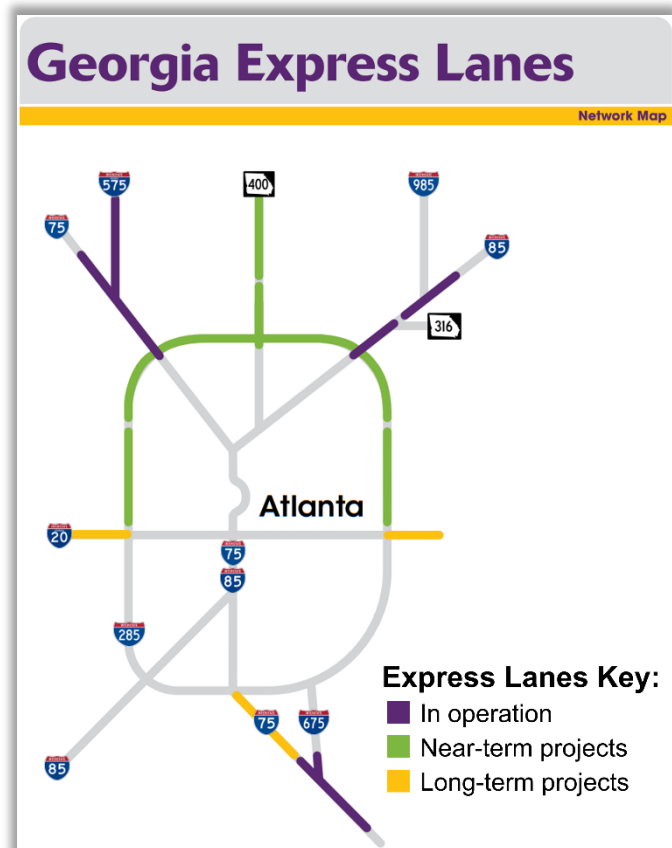 Georgia Express Lanes
Network Map
575
400
985
75
85
316
Atlanta
20
75
85
285
Express Lanes Key:
In operation
75
675
Near-term projects
85
Long-term projects